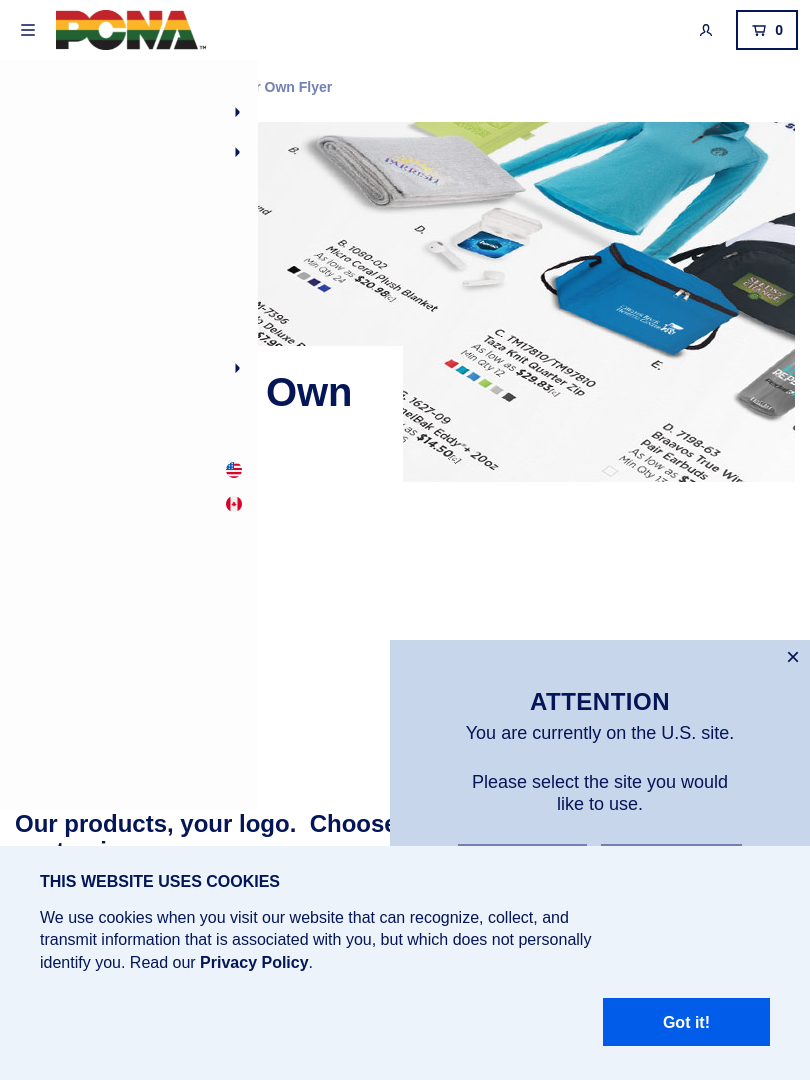 PCNA™
0
r Own Flyer
B.
D.
B. 1080-02
Micro Coral Plush Blanket
As low as $20.98[C]
Min Qty 24
N-7396
Deluxe
$7.9
C. TM17810/TM97810
Taza Knit Quarter Zip
As low as $29.83[C]
Min Qty 12
E.
1627-09
elBak Eddy®+ 20oz
as $14.50[C]
D. 7198-63
Braavos True Wir
Pair Earbuds
As low as
Min Qty
SEEDS of
CHANGE
Own
×
ATTENTION
You are currently on the U.S. site.
Please select the site you would
like to use.
Our products, your logo.  Choose
THIS WEBSITE USES COOKIES
We use cookies when you visit our website that can recognize, collect, and
transmit information that is associated with you, but which does not personally
identify you. Read our Privacy Policy.
Got it!